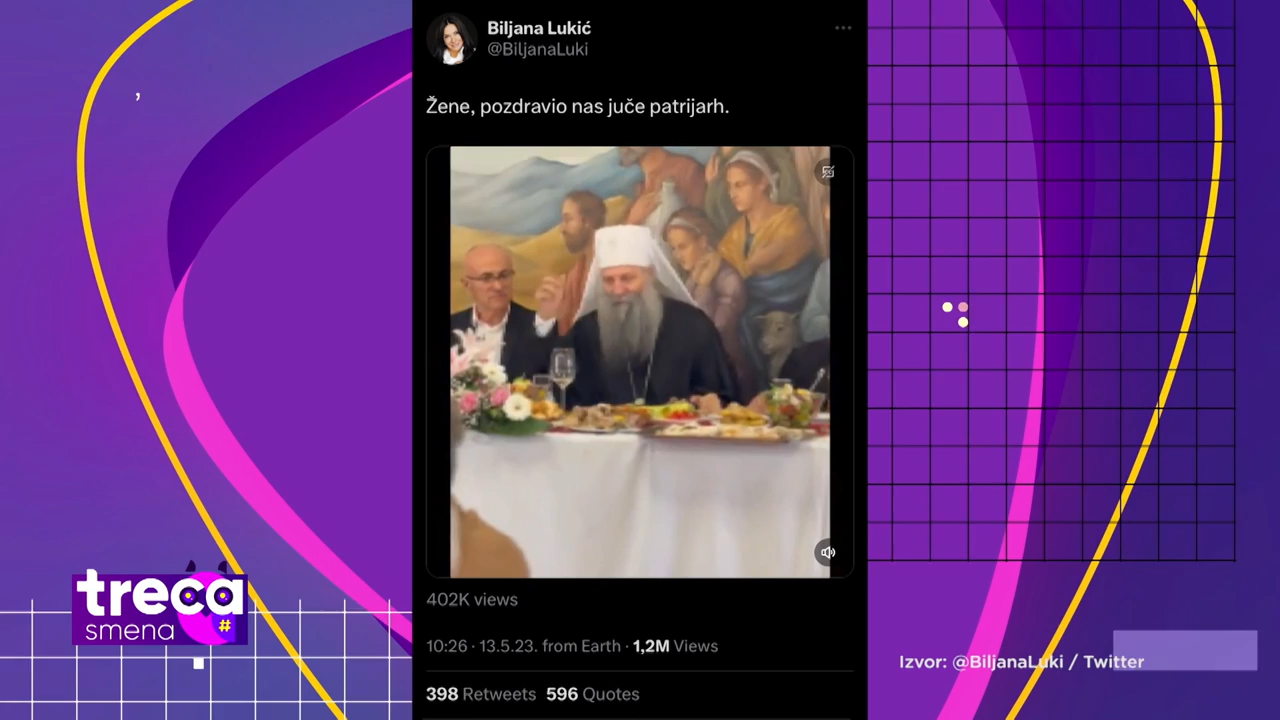 Biljana Lukić
@BiljanaLuki
Žene, pozdravio nas juče patrijarh.
402K views
10:26 · 13.5.23. from Earth · 1,2M Views
398 Retweets 596 Quotes
treca
smena
#
Izvor: @BiljanaLuki / Twitter